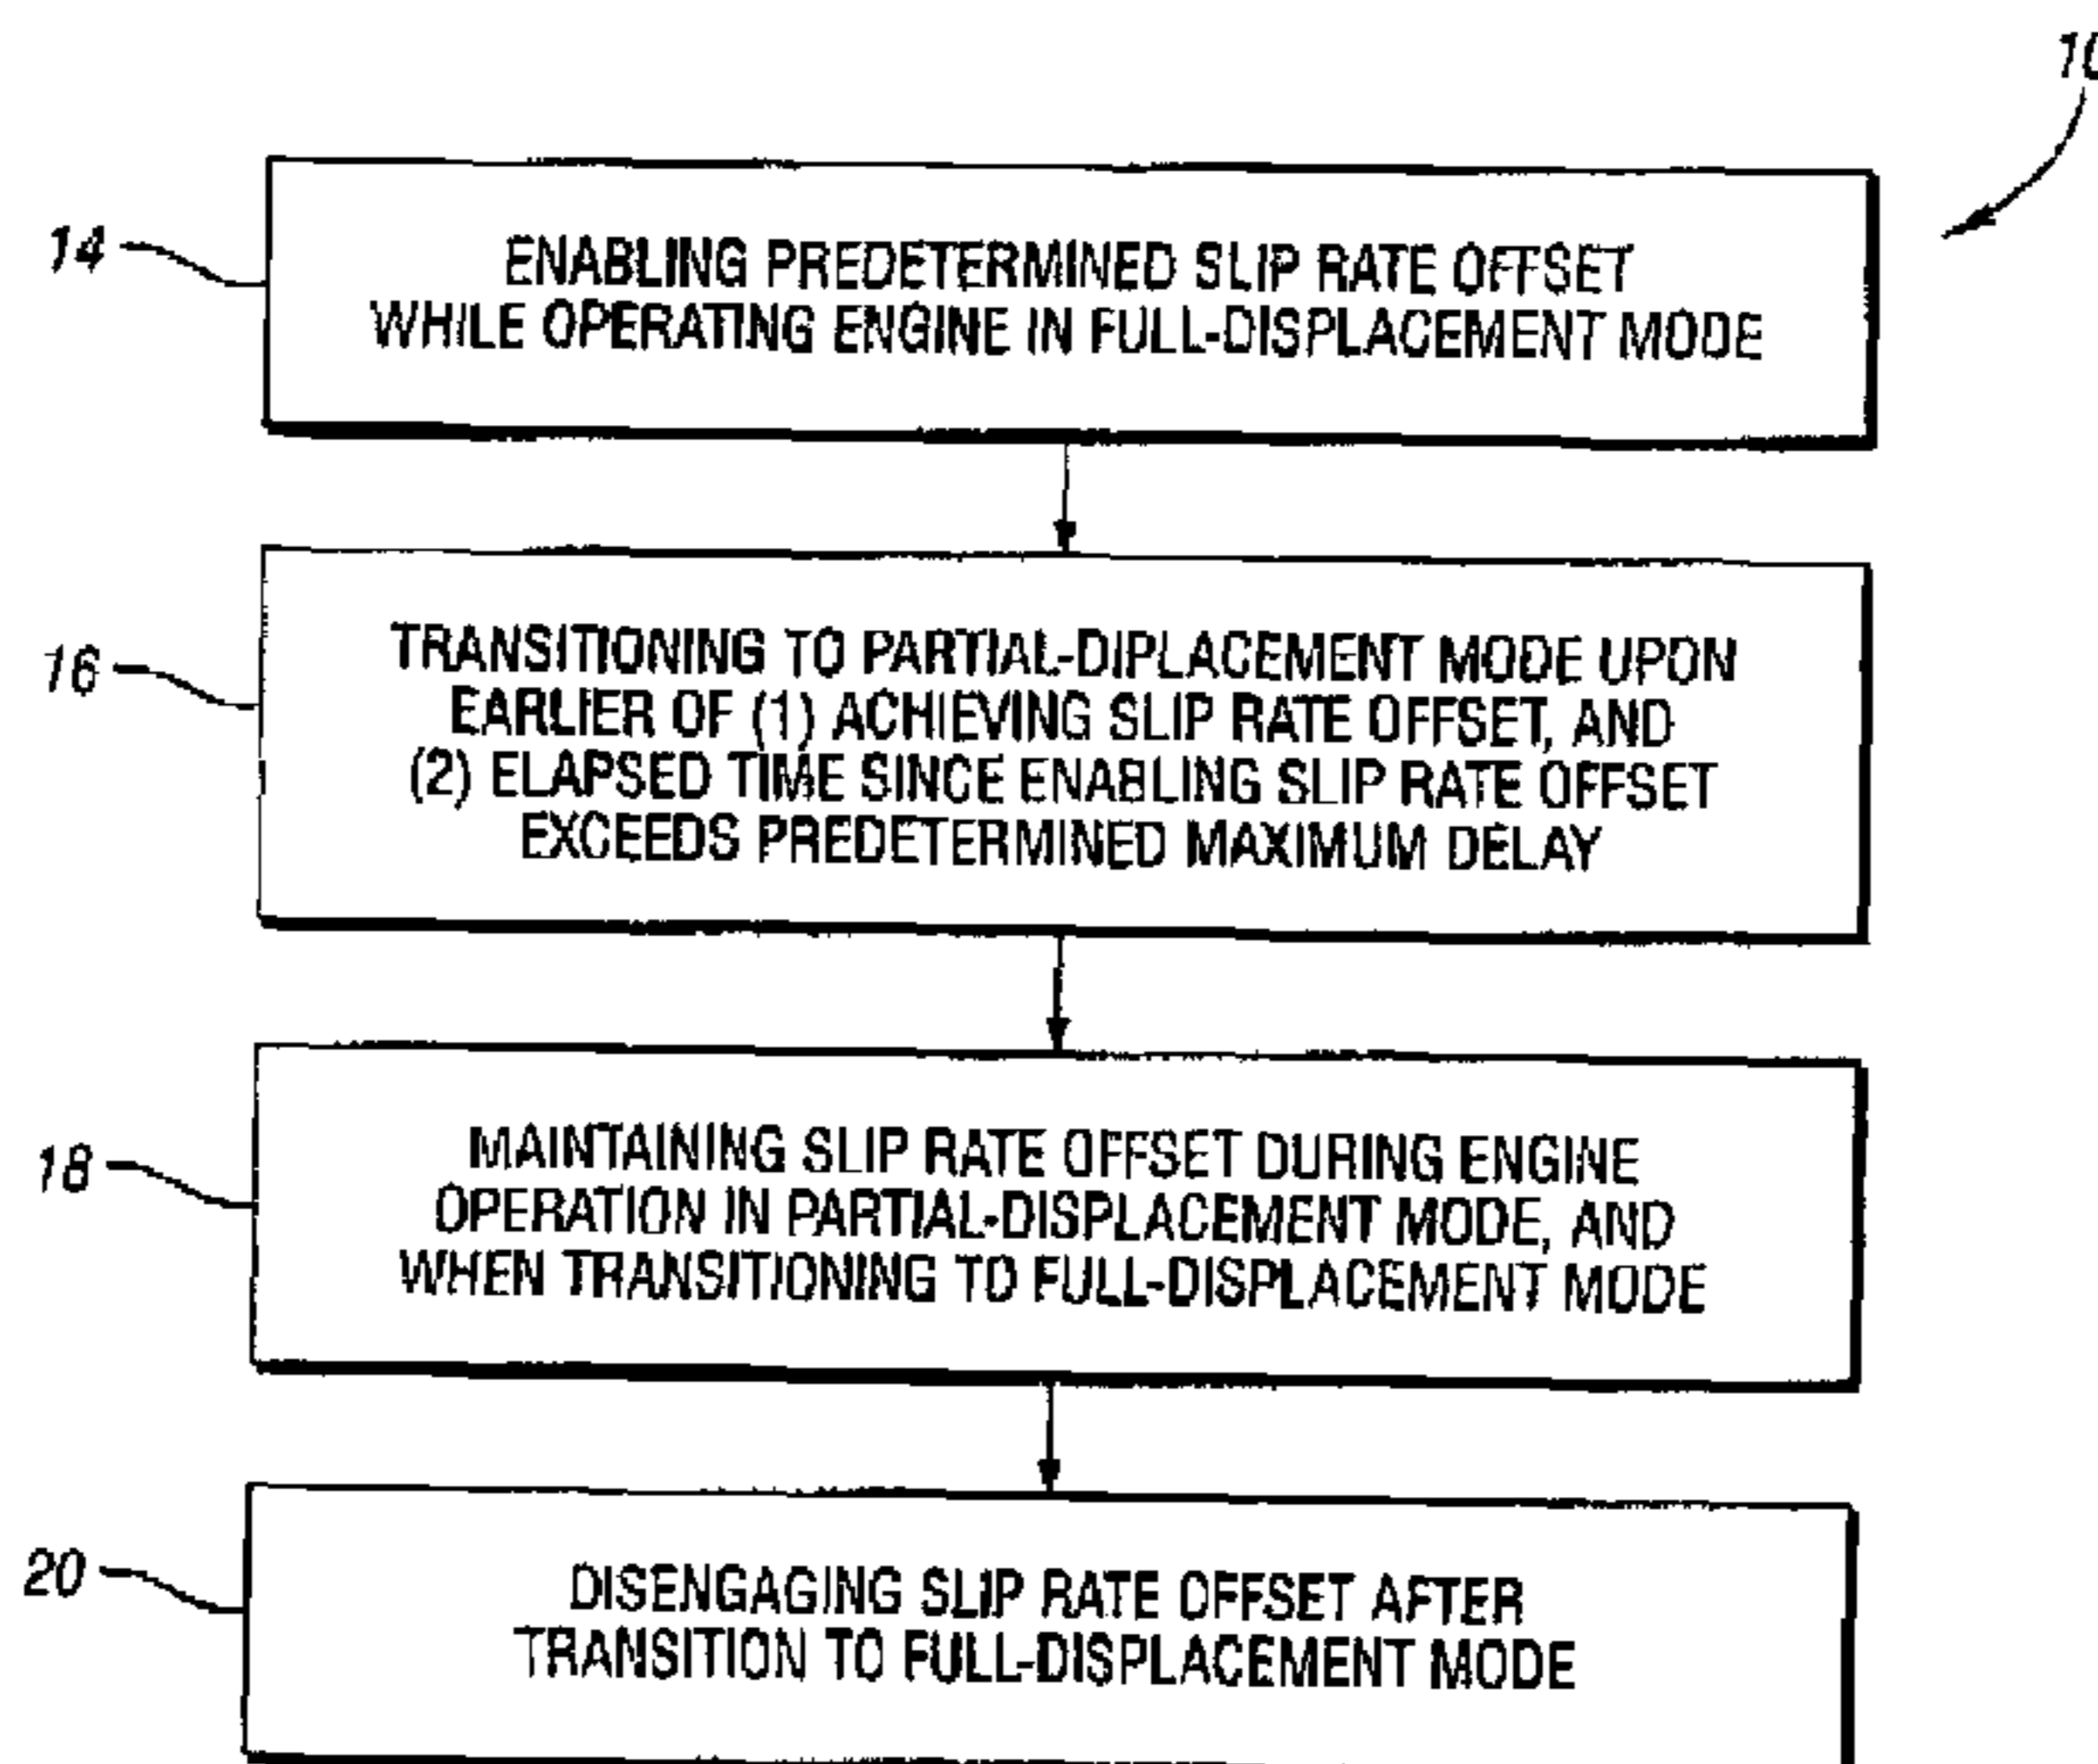 10
14
ENABLING PREDETERMINED SLIP RATE OFFSET
WHILE OPERATING ENGINE IN FULL-DISPLACEMENT MODE
16
TRANSITIONING TO PARTIAL-DIPLACEMENT MODE UPON
EARLIER OF (1) ACHIEVING SLIP RATE OFFSET, AND
(2) ELAPSED TIME SINCE ENABLING SLIP RATE OFFSET
EXCEEDS PREDETERMINED MAXIMUM DELAY
18
MAINTAINING SLIP RATE OFFSET DURING ENGINE
OPERATION IN PARTIAL-DISPLACEMENT MODE, AND
WHEN TRANSITIONING TO FULL-DISPLACEMENT MODE
20
DISENGAGING SLIP RATE OFFSET AFTER
TRANSITION TO FULL-DISPLACEMENT MODE